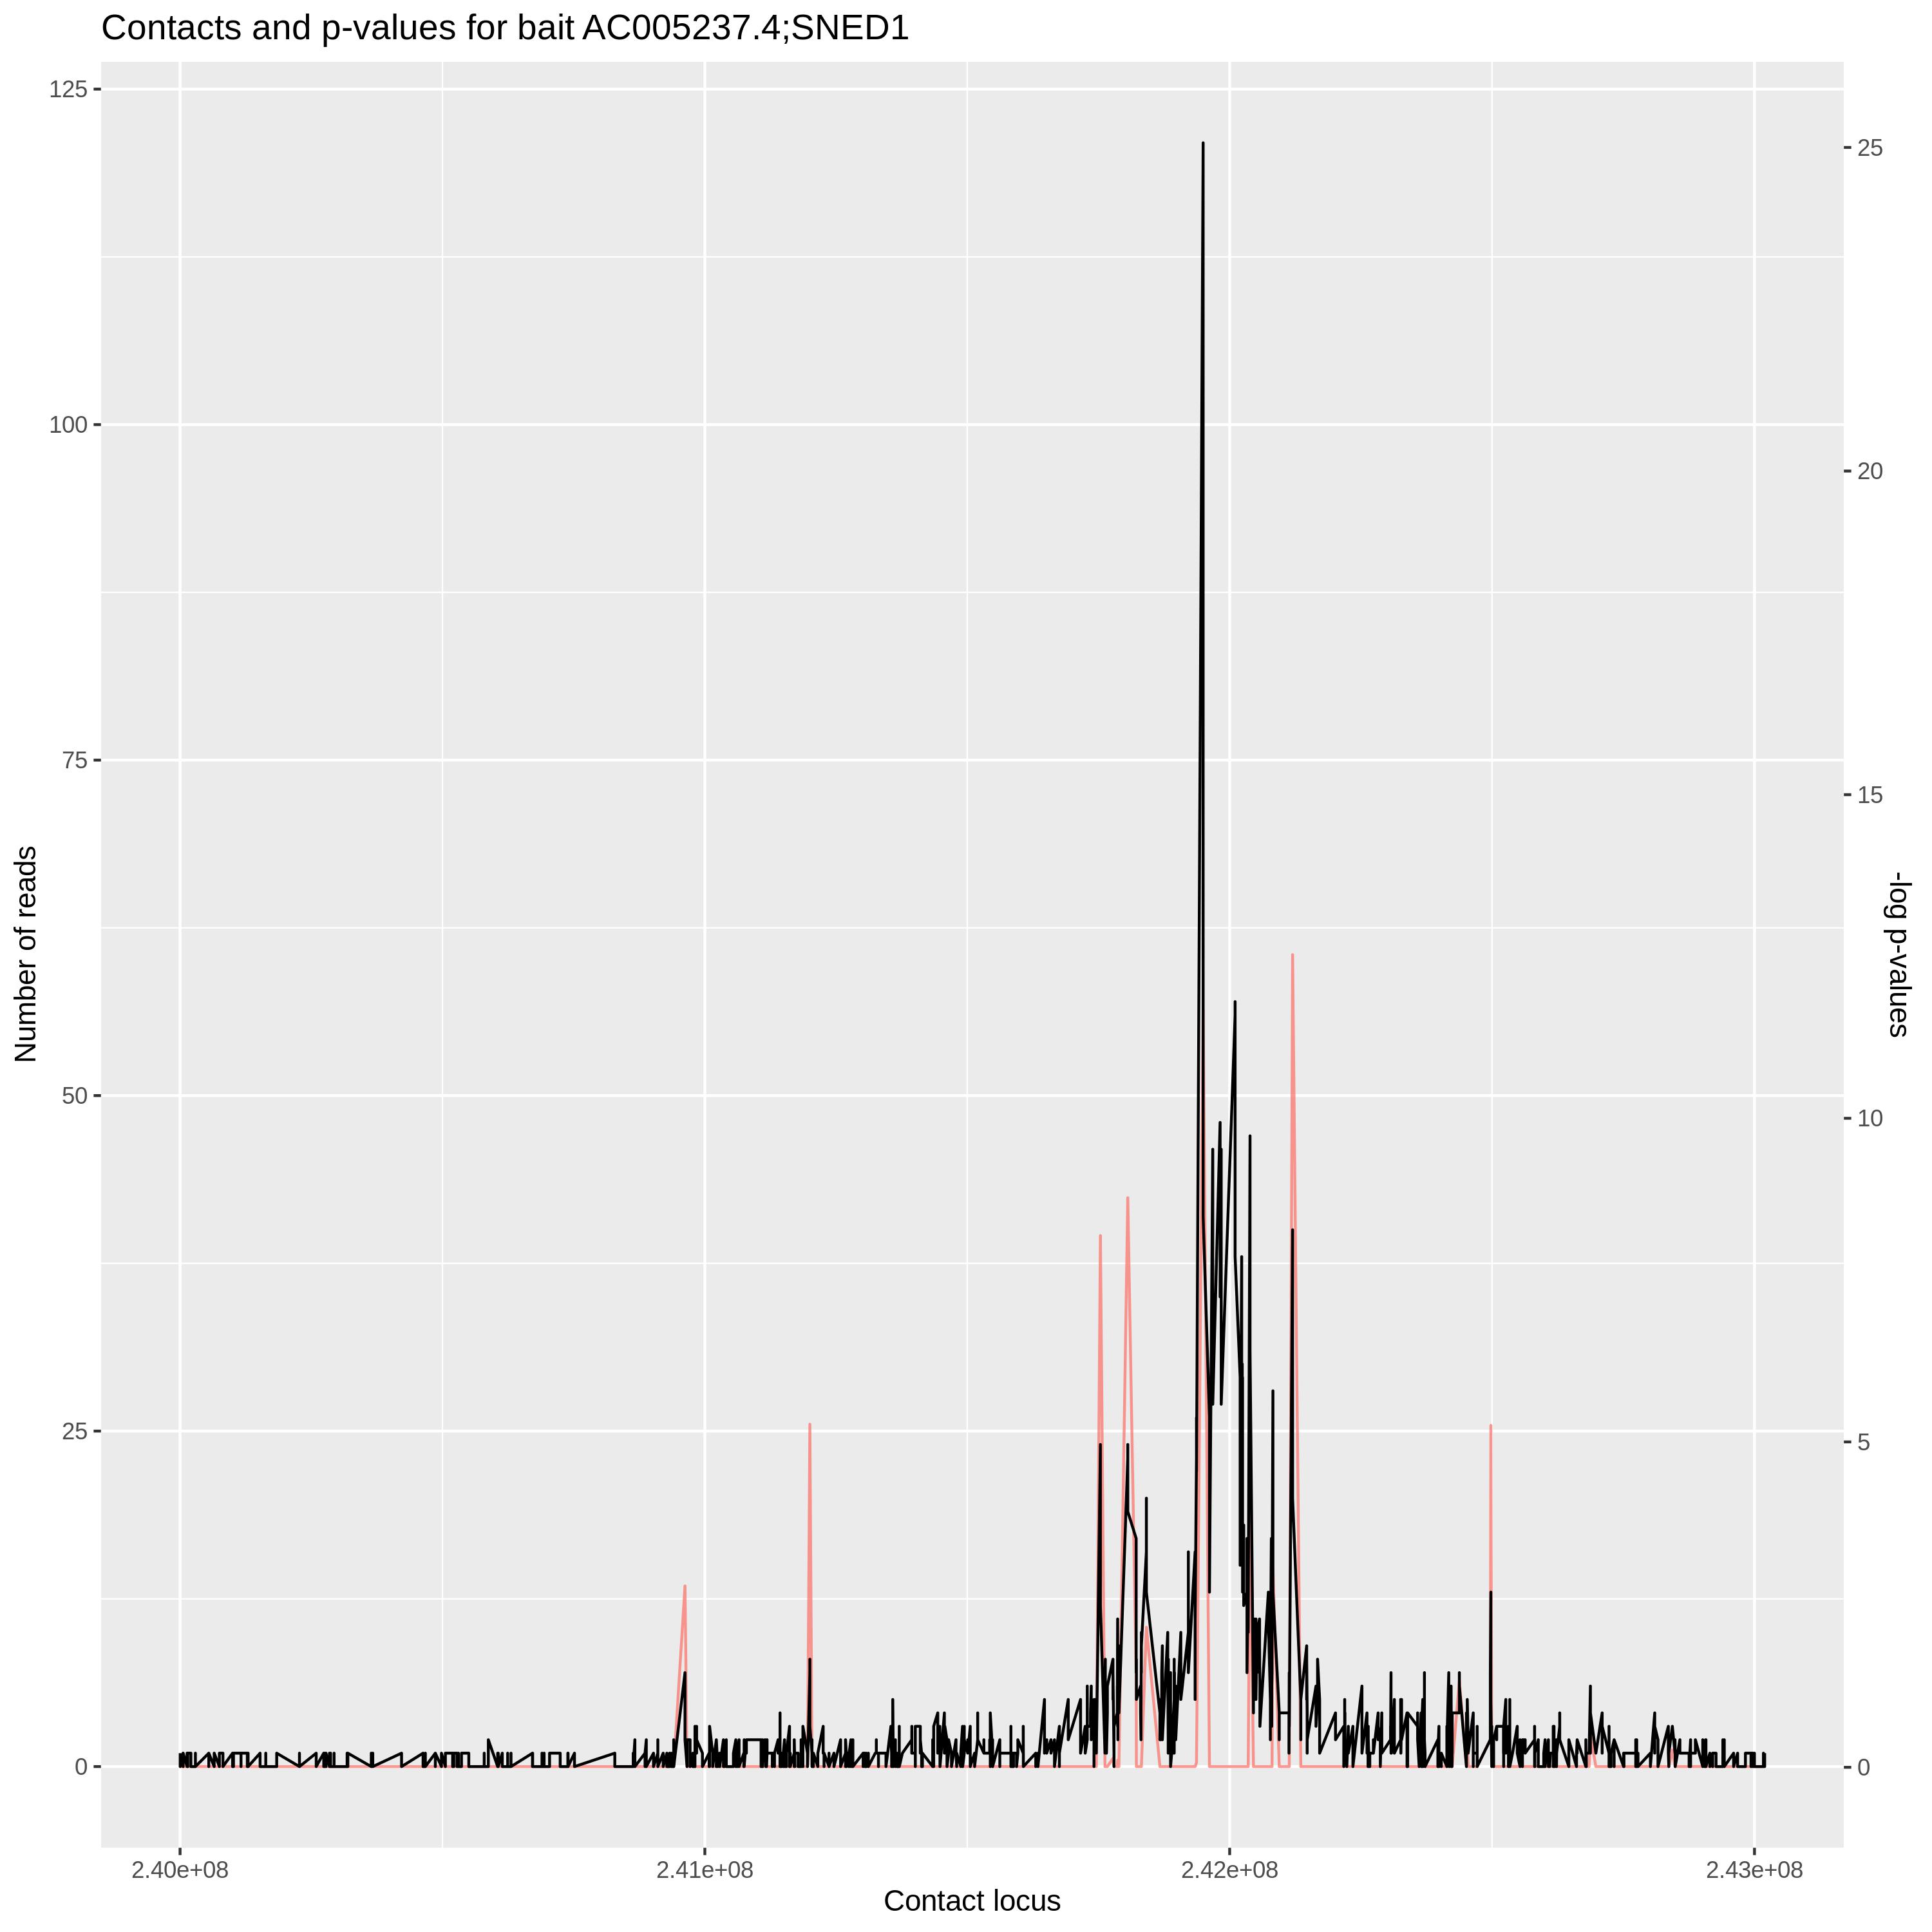 Contacts and p-values for bait AC005237.4;SNED1
125
100
75
50
25
0
Number of reads
25
20
15
10
5
0
-log p-values
2.40e+08 2.41e+08 2.42e+08 2.43e+08
Contact locus